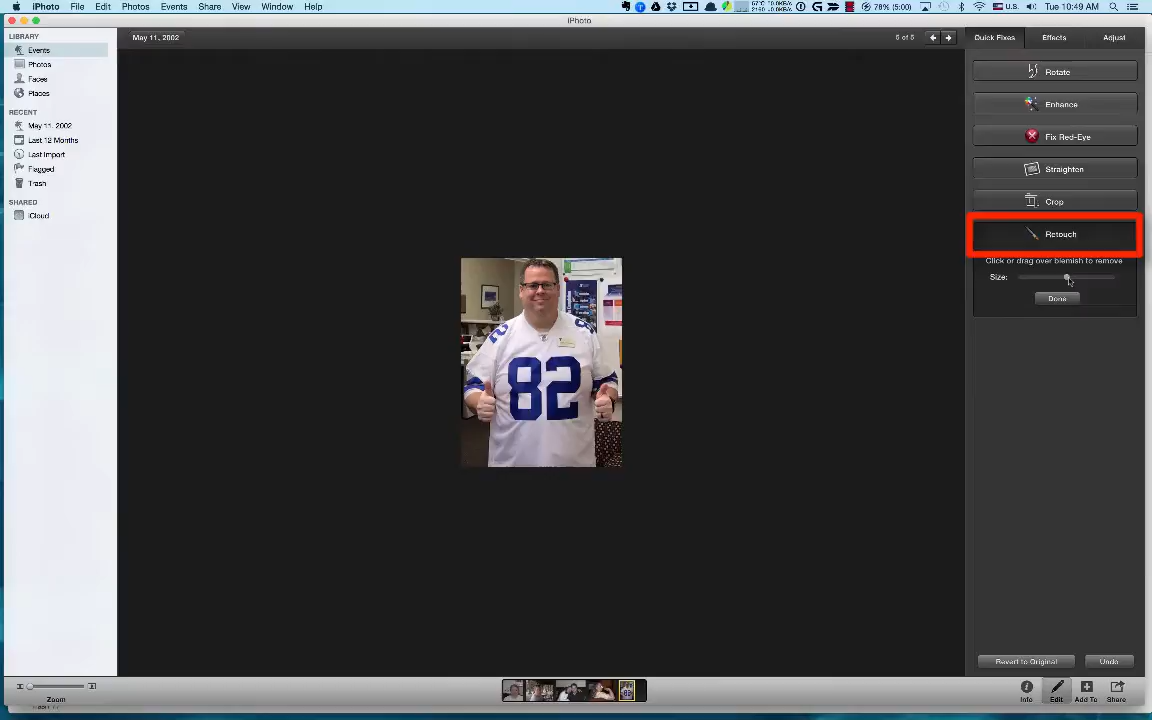 iPhoto File Edit Photos Events Share View Window Help
78% (5:00) U.S. Tue 10:49 AM
iPhoto
LIBRARY
Events
Photos
Faces
Places
RECENT
May 11, 2002
Last 12 Months
Last Import
Flagged
Trash
SHARED
iCloud
May 11, 2002
5 of 5
82
Quick Fixes Effects Adjust
Rotate
Enhance
Fix Red-Eye
Straighten
Crop
Retouch
Click or drag over blemish to remove
Size:
Done
Revert to Original Undo
Zoom
Info Edit Add To Share